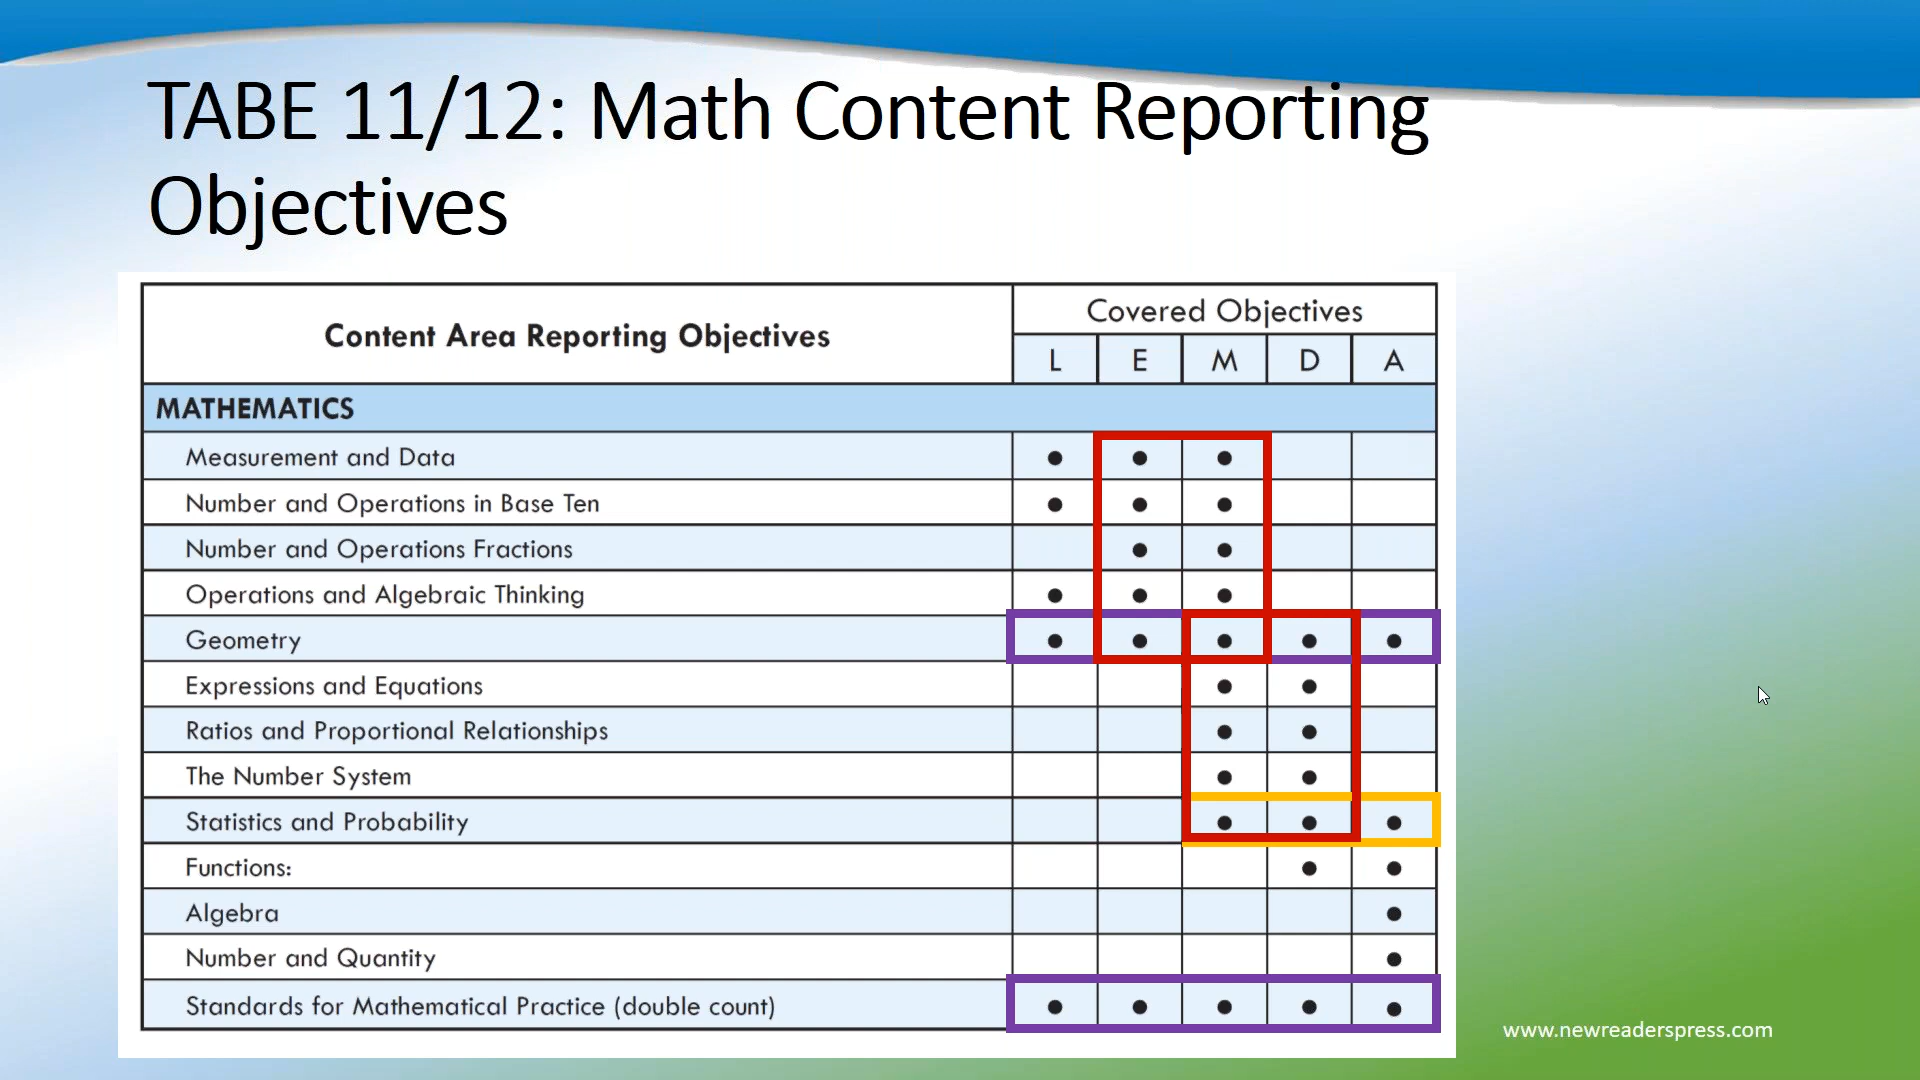 TABE 11/12: Math Content Reporting
Objectives
Content Area Reporting Objectives
Covered Objectives
L E M D A
MATHEMATICS
Measurement and Data ● ● ●
Number and Operations in Base Ten ● ● ●
Number and Operations Fractions ● ●
Operations and Algebraic Thinking ● ● ●
Geometry ● ● ● ● ●
Expressions and Equations ● ●
Ratios and Proportional Relationships ● ●
The Number System ● ●
Statistics and Probability ● ● ●
Functions: ● ●
Algebra ●
Number and Quantity ●
Standards for Mathematical Practice (double count) ● ● ● ● ●
www.newreaderspress.com